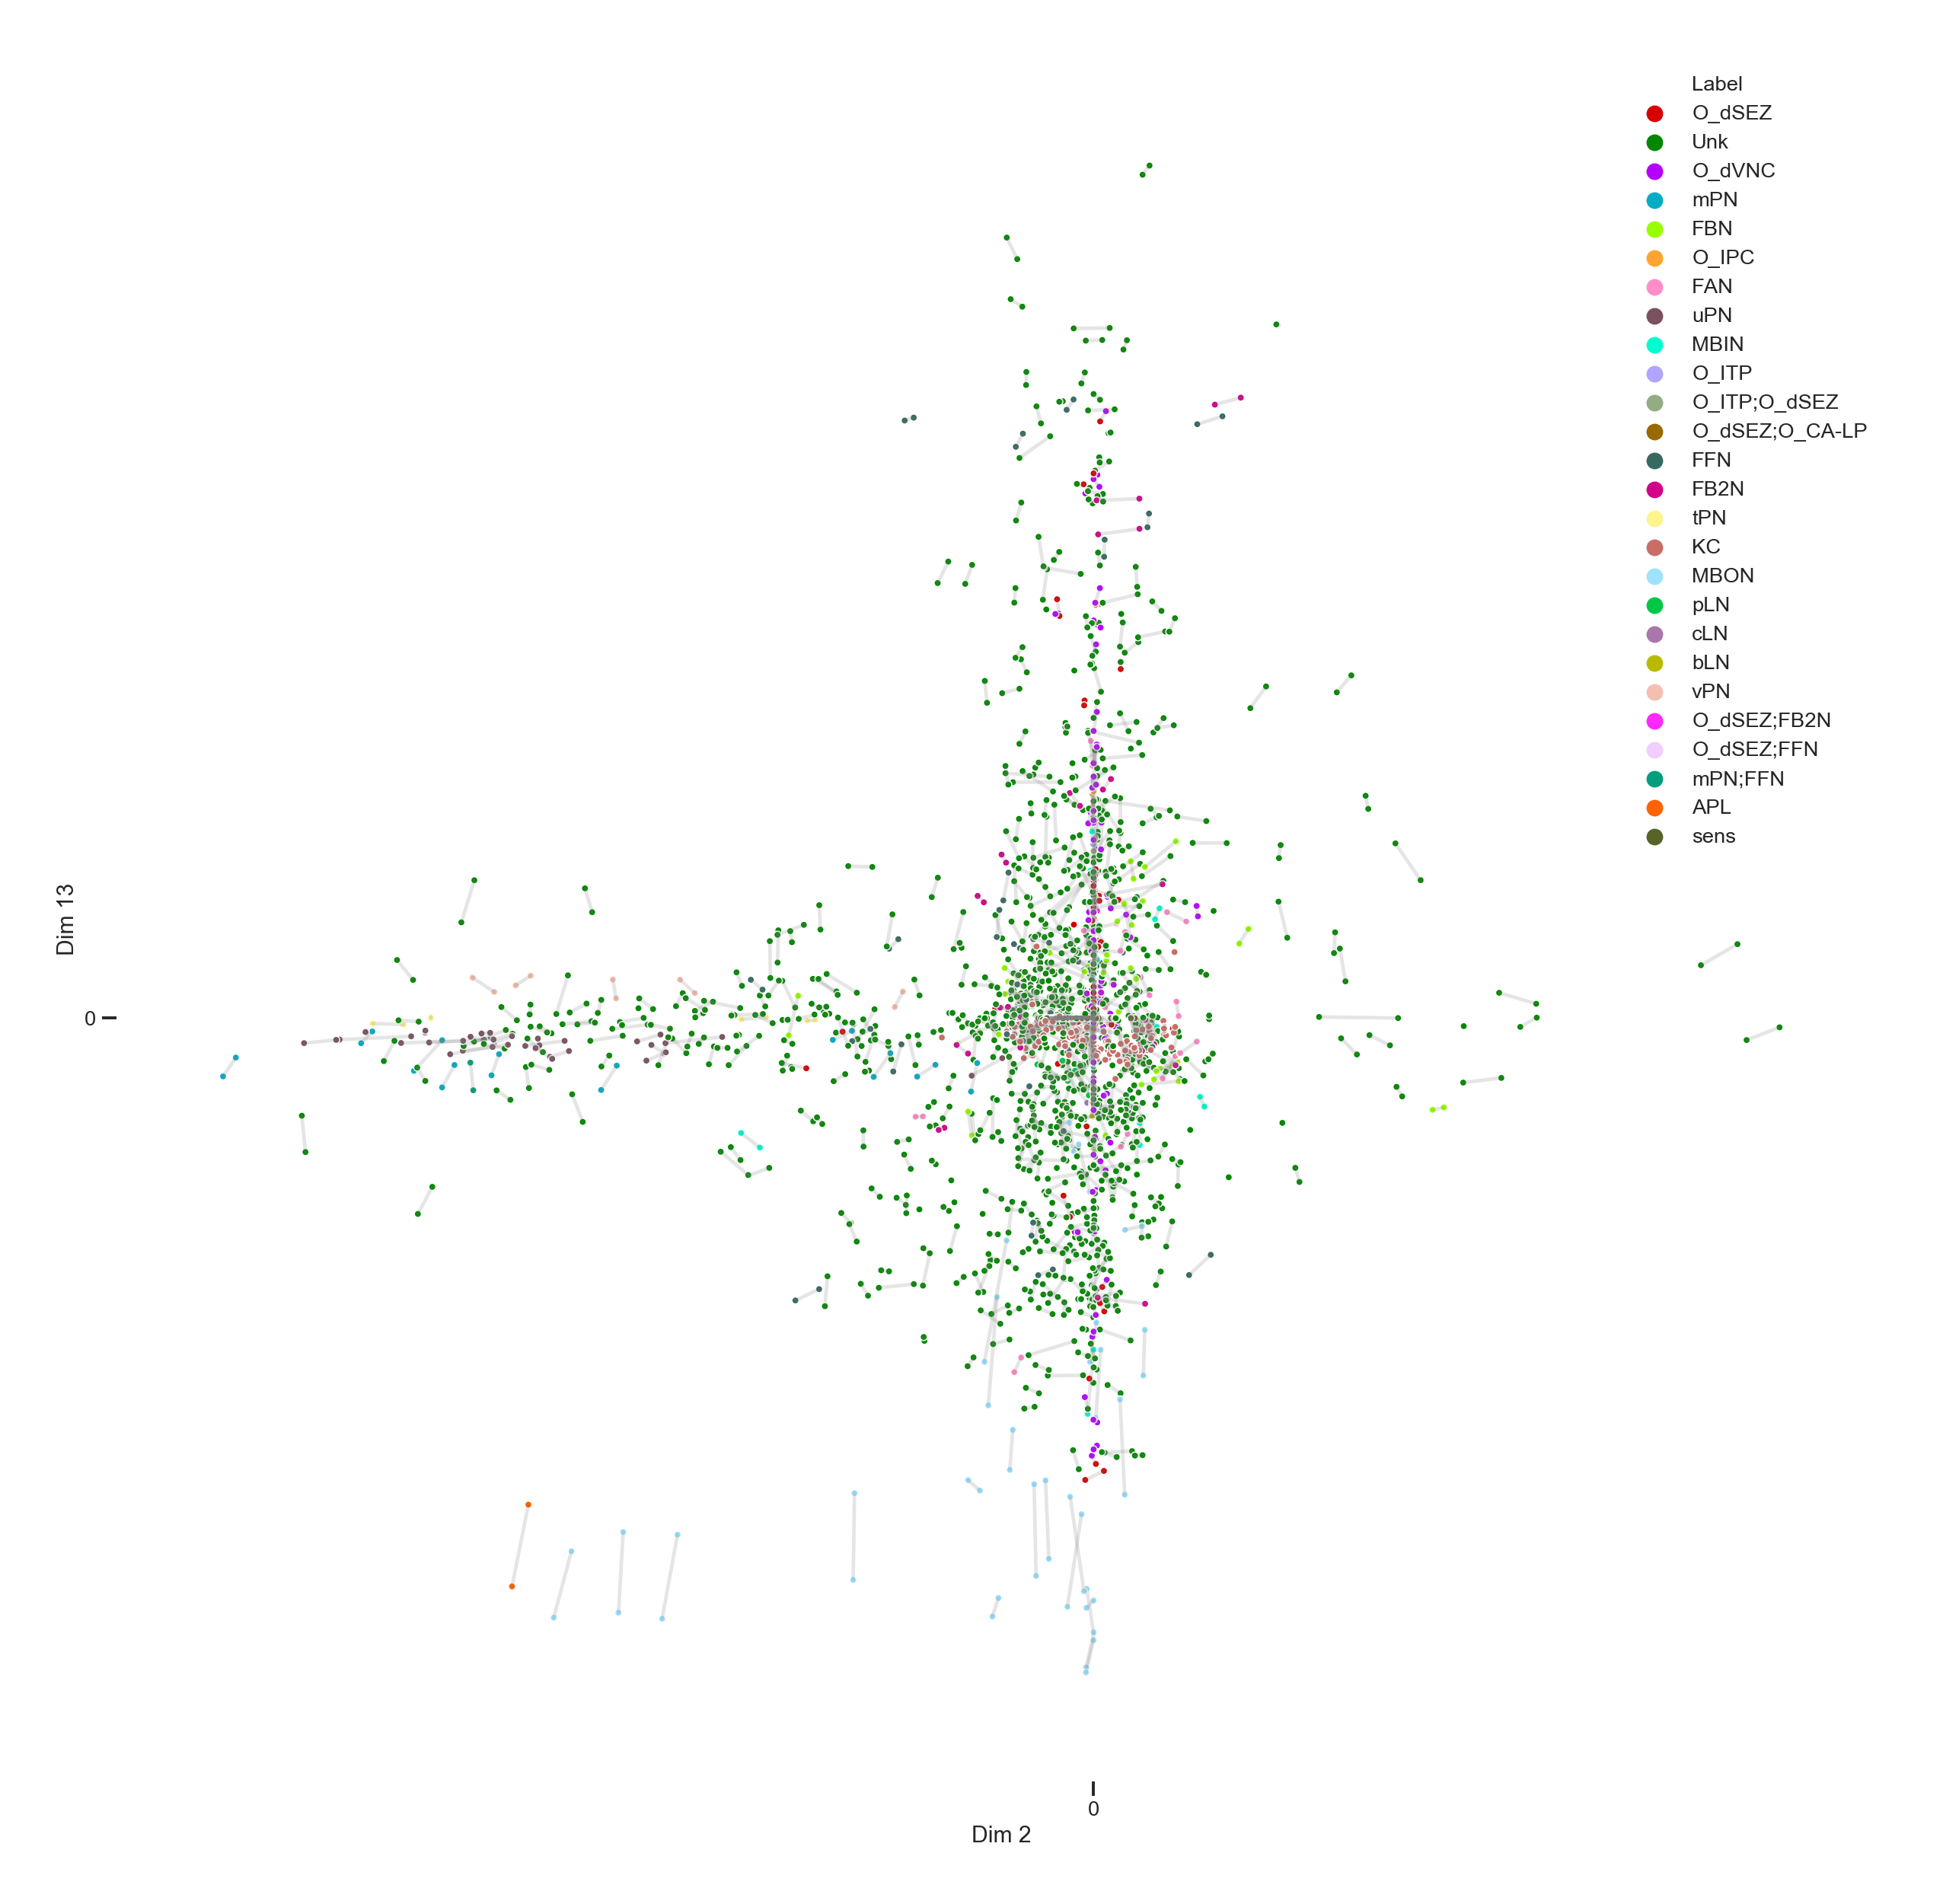 Label
O_dSEZ
Unk
O_dVNC
mPN
FBN
O_IPC
FAN
uPN
MBIN
O_ITP
O_ITP;O_dSEZ
O_dSEZ;O_CA-LP
FFN
FB2N
tPN
KC
MBON
pLN
cLN
bLN
vPN
O_dSEZ;FB2N
O_dSEZ;FFN
mPN;FFN
APL
sens
Dim 13
0
0
Dim 2